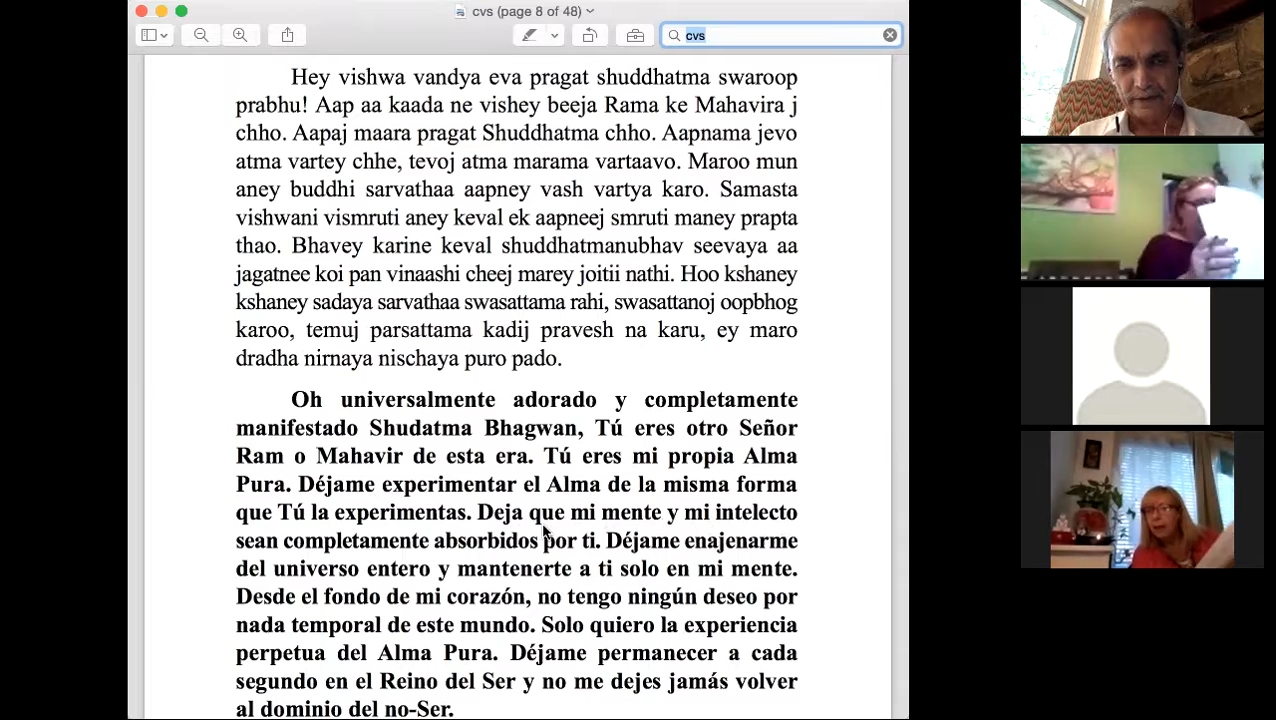 cvs (page 8 of 48)
cvs
Hey vishwa vandya eva pragat shuddhatma swaroop
prabhu! Aap aa kaada ne vishey beeja Rama ke Mahavira j
chho. Aapaj maara pragat Shuddhatma chho. Aapnama jevo
atma vartey chhe, tevoj atma marama vartaavo. Maroo mun
aney buddhi sarvathaa aapney vash vartya karo. Samasta
vishwani vismruti aney keval ek aapneej smruti maney prapta
thao. Bhavey karine keval shuddhatmanubhav seevaya aa
jagatnee koi pan vinaashi cheej marey joitii nathi. Hoo kshaney
kshaney sadaya sarvathaa swasattama rahi, swasattanoj oopbhog
karoo, temuj parsattama kadij pravesh na karu, ey maro
dradha nirnaya nischaya puro pado.
Oh universalmente adorado y completamente
manifestado Shudatma Bhagwan, Tú eres otro Señor
Ram o Mahavir de esta era. Tú eres mi propia Alma
Pura. Déjame experimentar el Alma de la misma forma
que Tú la experimentas. Deja que mi mente y mi intelecto
sean completamente absorbidos por ti. Déjame enajenarme
del universo entero y mantenerte a ti solo en mi mente.
Desde el fondo de mi corazón, no tengo ningún deseo por
nada temporal de este mundo. Solo quiero la experiencia
perpetua del Alma Pura. Déjame permanecer a cada
segundo en el Reino del Ser y no me dejes jamás volver
al dominio del no-Ser.